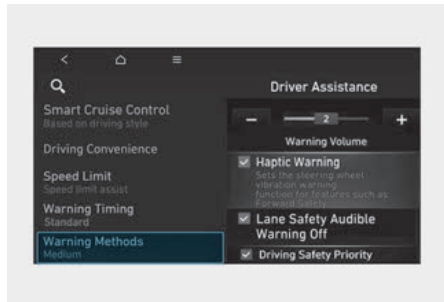 Driver Assistance
Smart Cruise Control
Based on driving style
Driving Convenience
Speed Limit
Speed limit assist
Warning Timing
Standard
Warning Methods
Medium
2
Warning Volume
Haptic Warning
Sets the steering wheel
vibration warning
function for features such as
Forward Safety
Lane Safety Audible
Warning Off
Driving Safety Priority